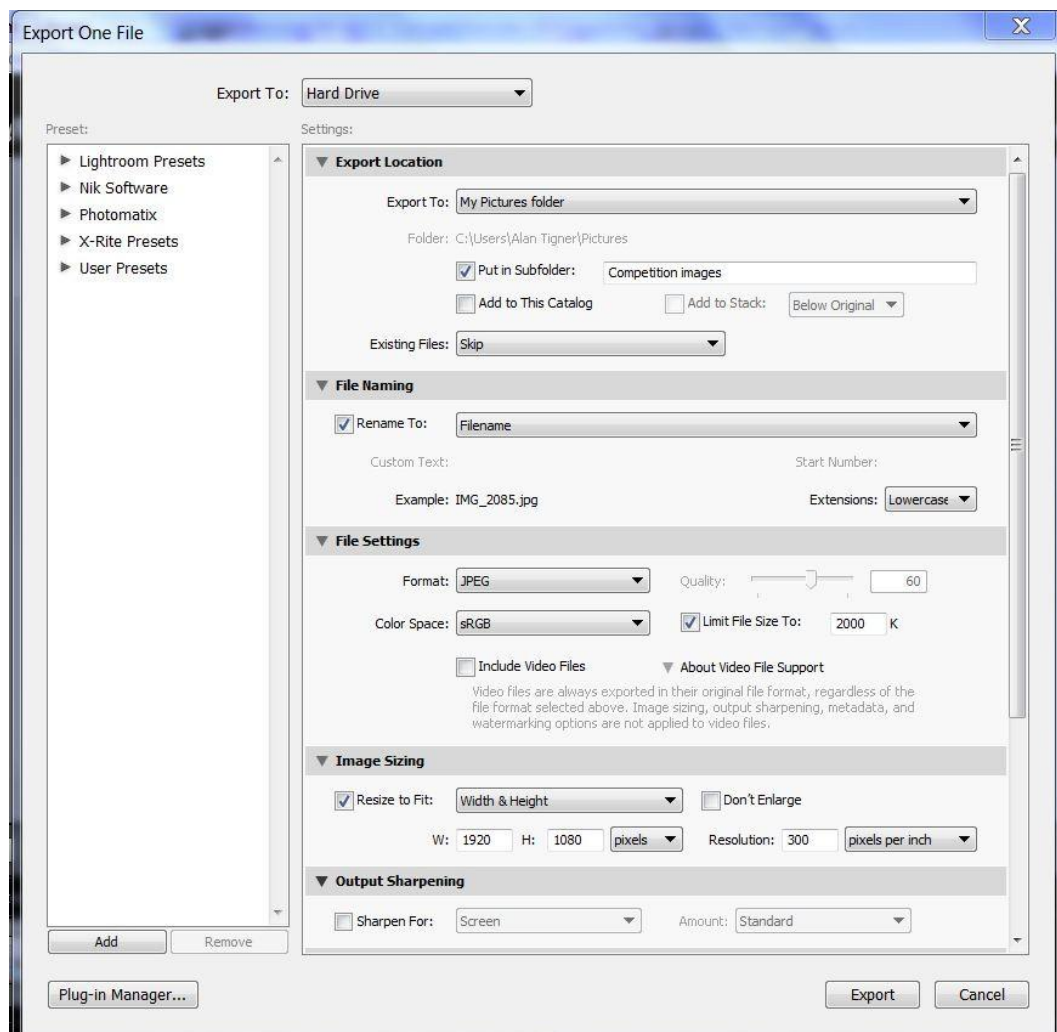 Export One File
X
Export To: Hard Drive
Preset:
Settings:
Lightroom Presets
Nik Software
Photomatix
X-Rite Presets
User Presets
Add Remove
Export Location
Export To: My Pictures folder
Folder: C:\Users\Alan Tigner\Pictures
Put in Subfolder: Competition images
Add to This Catalog Add to Stack: Below Original
Existing Files: Skip
File Naming
Rename To: Filename
Custom Text: Start Number:
Example: IMG_2085.jpg Extensions: Lowercase
File Settings
Format: JPEG Quality: 60
Color Space: sRGB Limit File Size To: 2000 K
Include Video Files About Video File Support
Video files are always exported in their original file format, regardless of the
file format selected above. Image sizing, output sharpening, metadata, and
watermarking options are not applied to video files.
Image Sizing
Resize to Fit: Width & Height Don't Enlarge
W: 1920 H: 1080 pixels Resolution: 300 pixels per inch
Output Sharpening
Sharpen For: Screen Amount: Standard
Plug-in Manager... Export Cancel